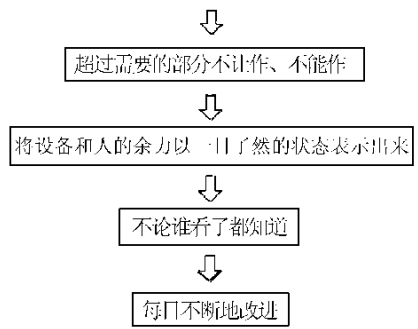 超过需要的部分不让作、不能作
将设备和人的余力以一目了然的状态表示出来
不论谁看了都知道
每日不断地改进